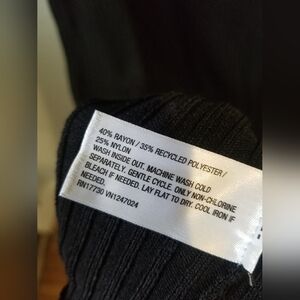 40% RAYON / 35% RECYCLED POLYESTER /
25% NYLON
WASH INSIDE OUT. MACHINE WASH COLD
SEPARATELY. GENTLE CYCLE. ONLY NON-CHLORINE
BLEACH IF NEEDED. LAY FLAT TO DRY. COOL IRON IF
NEEDED.
RN17730 VN1247024